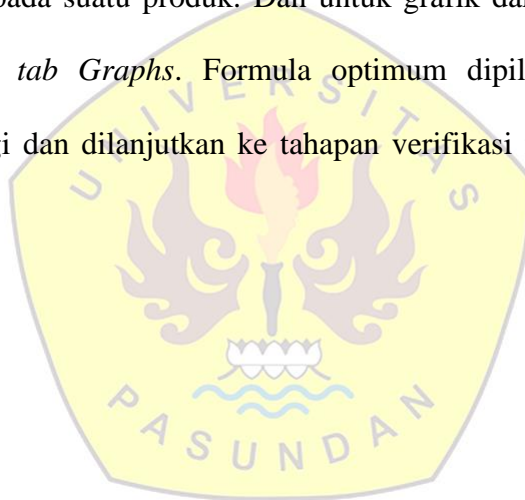 pada suatu produk. Dan untuk grafik da
tab Graphs. Formula optimum dipil
gi dan dilanjutkan ke tahapan verifikasi
UNIVERSITAS
PASUNDAN